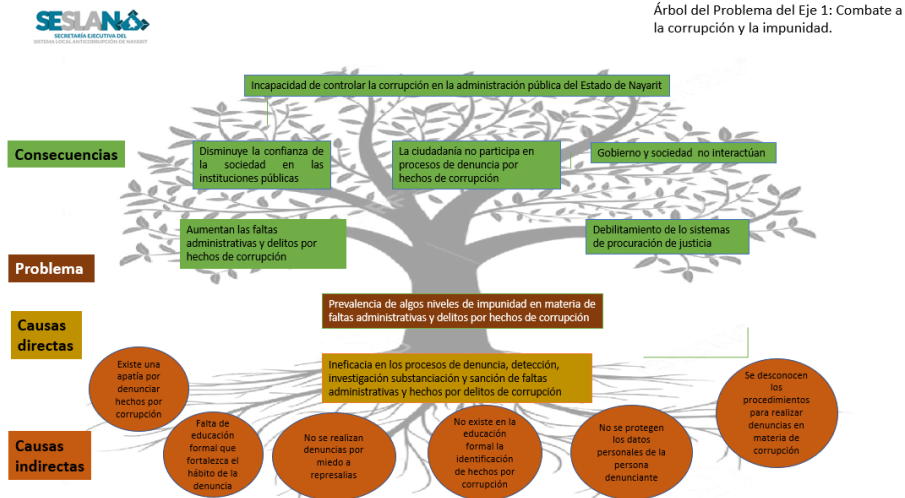 SESLAN
SECRETARÍA EJECUTIVA DEL
SISTEMA LOCAL ANTICORRUPCIÓN DE NAYARIT
Árbol del Problema del Eje 1: Combate a
la corrupción y la impunidad.
Incapacidad de controlar la corrupción en la administración pública del Estado de Nayarit
Consecuencias
Disminuye la confianza de
la sociedad en las
instituciones públicas
La ciudadanía no participa en
procesos de denuncia por
hechos de corrupción
Gobierno y sociedad no interactúan
Aumentan las faltas
administrativas y delitos por
hechos de corrupción
Debilitamiento de lo sistemas
de procuración de justicia
Problema
Prevalencia de algos niveles de impunidad en materia de
faltas administrativas y delitos por hechos de corrupción
Causas
directas
Ineficacia en los procesos de denuncia, detección,
investigación substanciación y sanción de faltas
administrativas y hechos por delitos de corrupción
Causas
indirectas
Existe una
apatía por
denunciar
hechos por
corrupción
Falta de
educación
formal que
fortalezca el
hábito de la
denuncia
No se realizan
denuncias por
miedo a
represalias
No existe en la
educación
formal la
identificación
de hechos por
corrupción
No se protegen
los datos
personales de la
persona
denunciante
Se desconocen
los
procedimientos
para realizar
denuncias en
materia de
corrupción